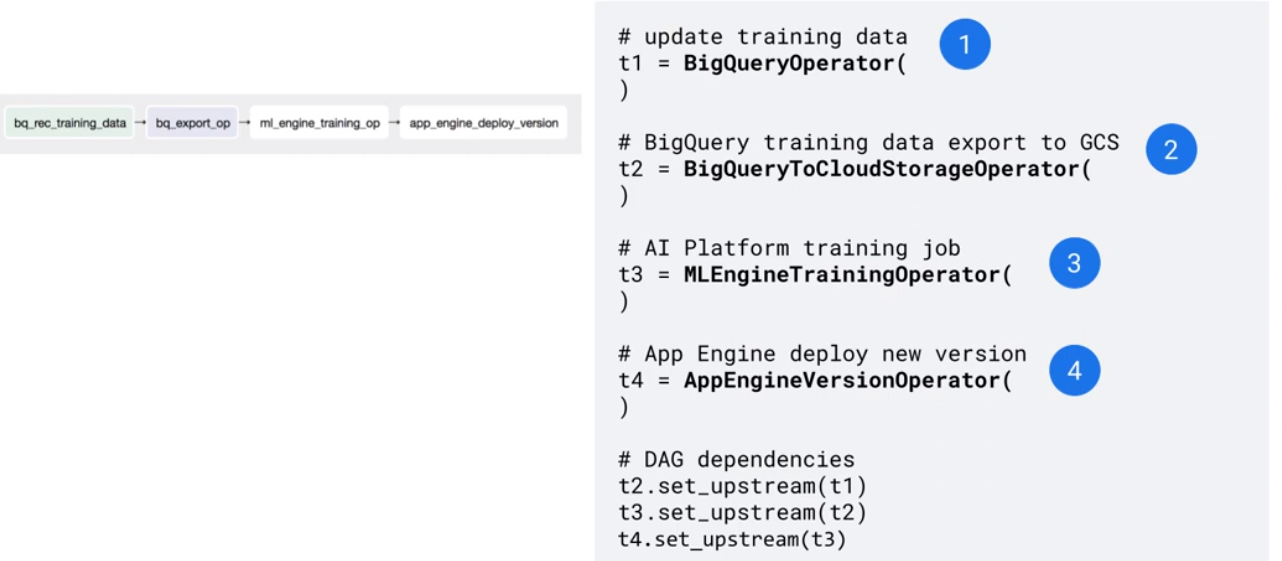 bq_rec_training_data → bq_export_op → ml_engine_training_op → app_engine_deploy_version
# update training data
1
t1 = BigQueryOperator(
)
# BigQuery training data export to GCS
2
t2 = BigQueryToCloudStorageOperator(
)
# AI Platform training job
3
t3 = MLEngineTrainingOperator(
)
# App Engine deploy new version
4
t4 = AppEngineVersionOperator(
)
# DAG dependencies
t2.set_upstream(t1)
t3.set_upstream(t2)
t4.set_upstream(t3)